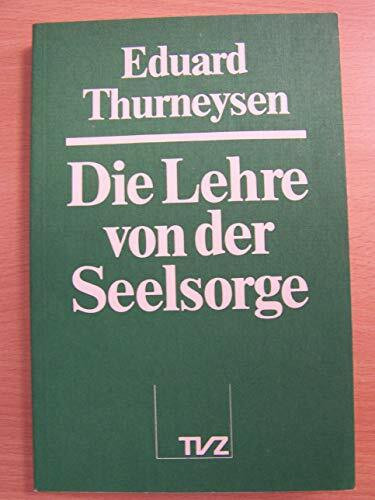 Eduard
Thurneysen
Die Lehre
von der
Seelsorge
TVZ